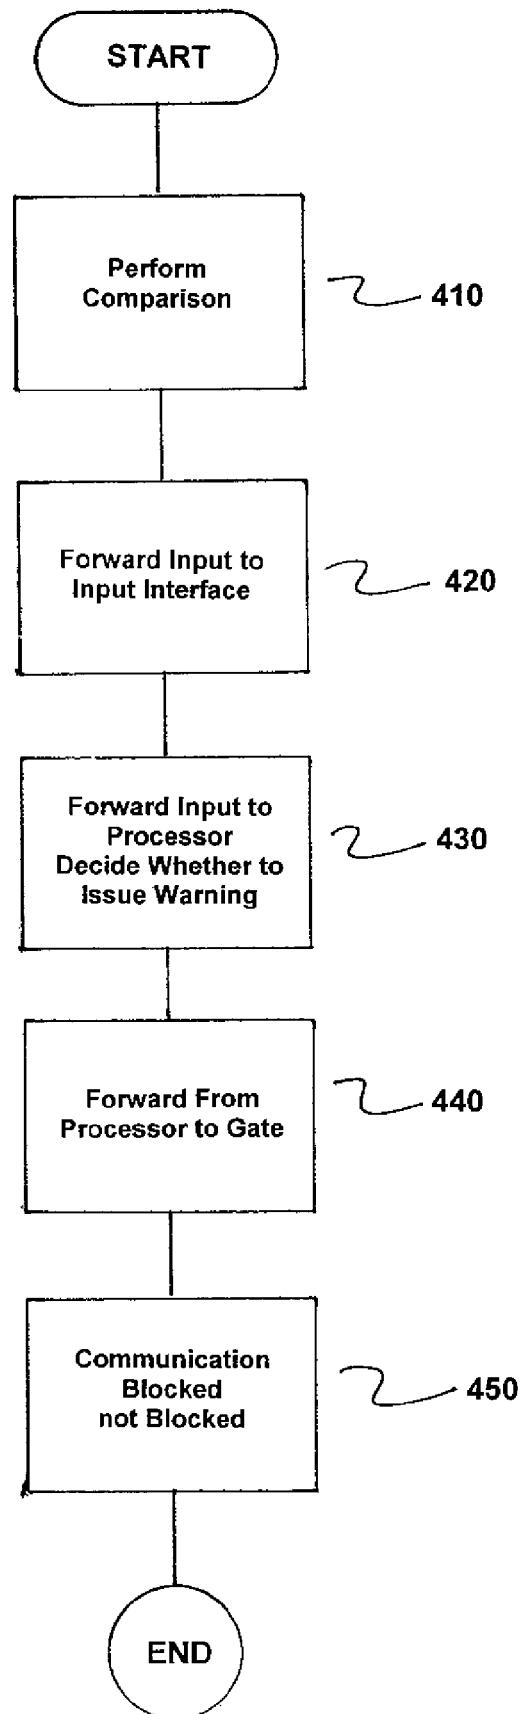 START
Perform
Comparison
410
Forward Input to
Input Interface
420
Forward Input to
Processor
Decide Whether to
Issue Warning
430
Forward From
Processor to Gate
440
Communication
Blocked
not Blocked
450
END